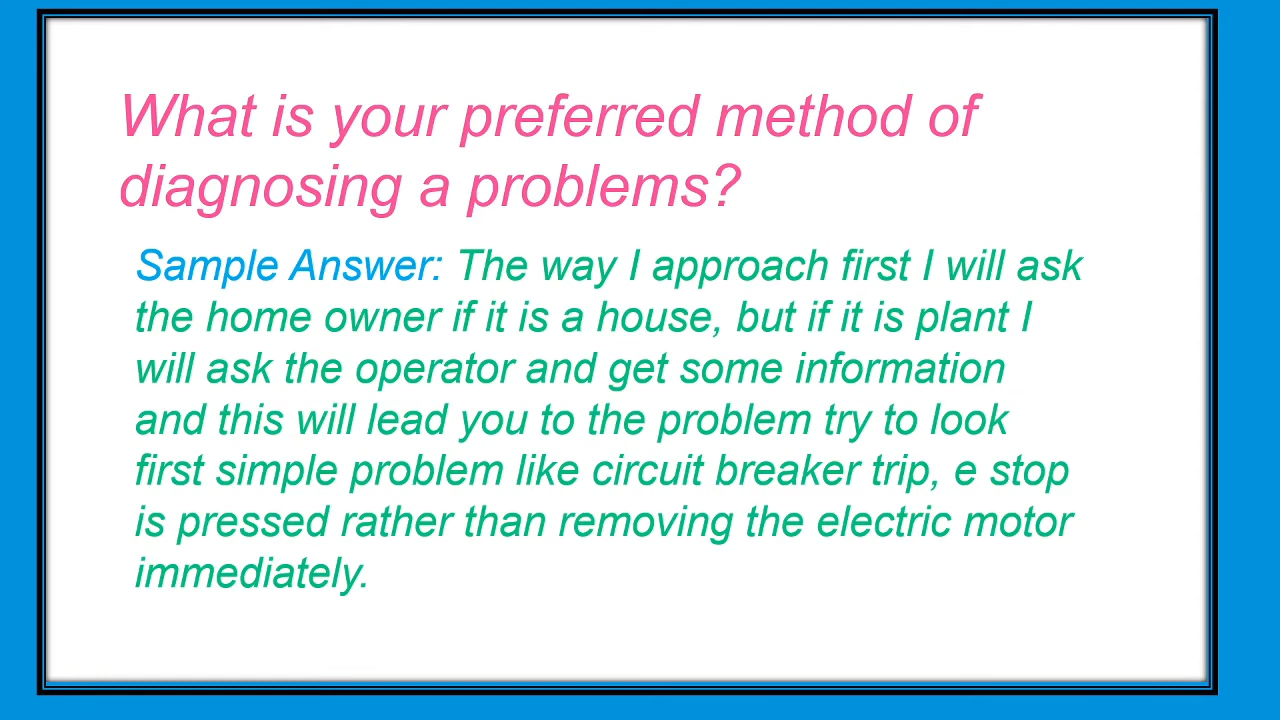 What is your preferred method of
diagnosing a problems?
Sample Answer: The way I approach first I will ask
the home owner if it is a house, but if it is plant I
will ask the operator and get some information
and this will lead you to the problem try to look
first simple problem like circuit breaker trip, e stop
is pressed rather than removing the electric motor
immediately.